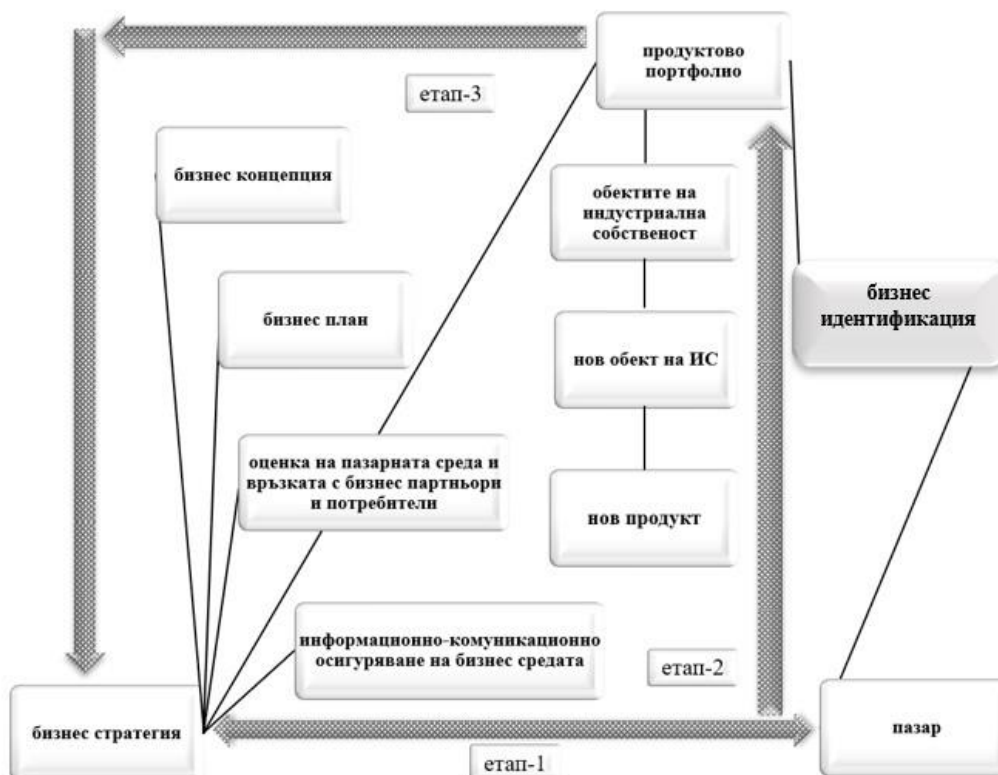 продуктово
портфолио
етап-3
бизнес концепция
обектите на
индустриална
собственост
бизнес план
бизнес
идентификация
нов обект на ИС
оценка на пазарната среда и
връзката с бизнес партньори
и потребители
нов продукт
информационно-комуникационно
осигуряване на бизнес средата
етап-2
бизнес стратегия
пазар
етап-1